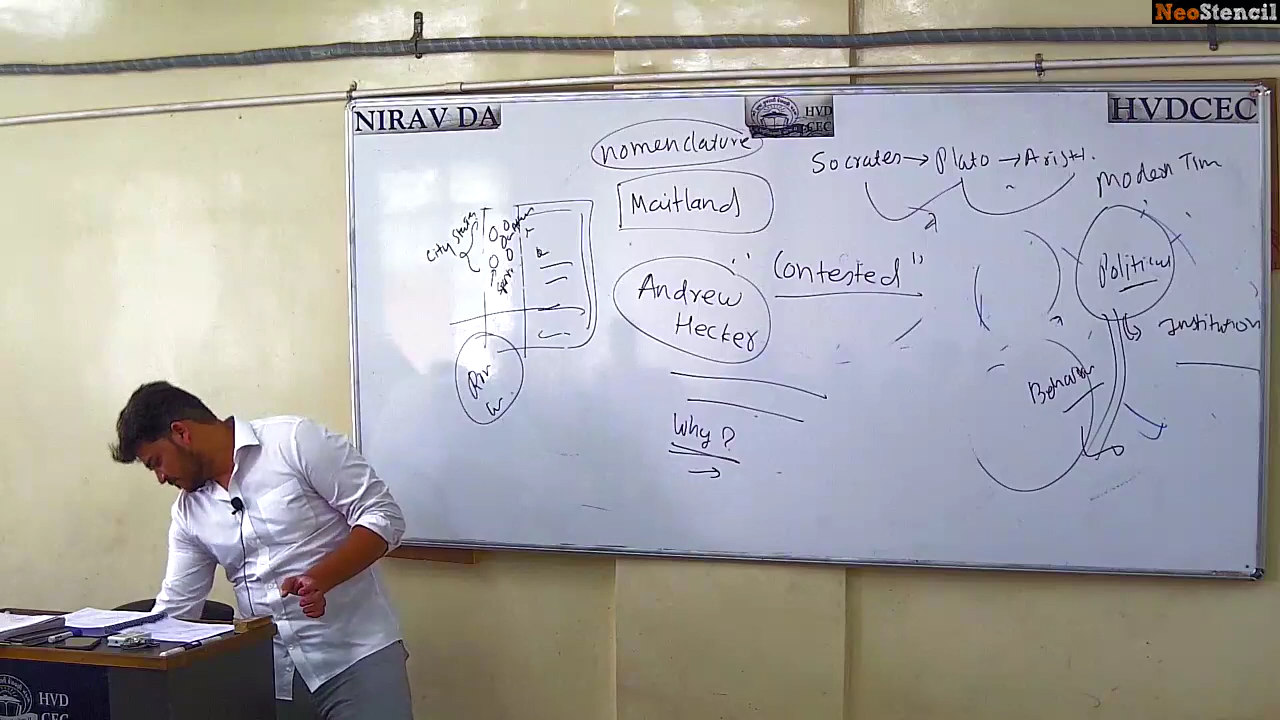 NeoStencil
NIRAV DA
HVD
CEC
HVDCEC
nomenclature
Maitland
Socrates → Plato → Arist.
Modern Tim
City States
Andrew
Hecker
"Contested"
Political
Institution
Behavior
Why?
HVD
CEC